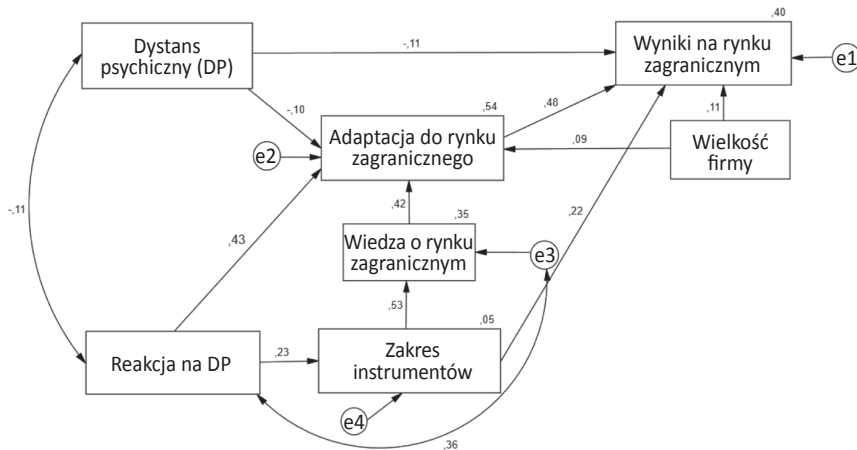 ,40
Dystans
psychiczny (DP)
-,11
Wyniki na rynku
zagranicznym
e1
-,10
,54
,48
,11
Adaptacja do rynku
zagranicznego
e2
,09
Wielkość
firmy
-,11
,43
,42
,35
,22
Wiedza o rynku
zagranicznym
e3
,53
,05
Reakcja na DP
,23
Zakres
instrumentów
e4
,36